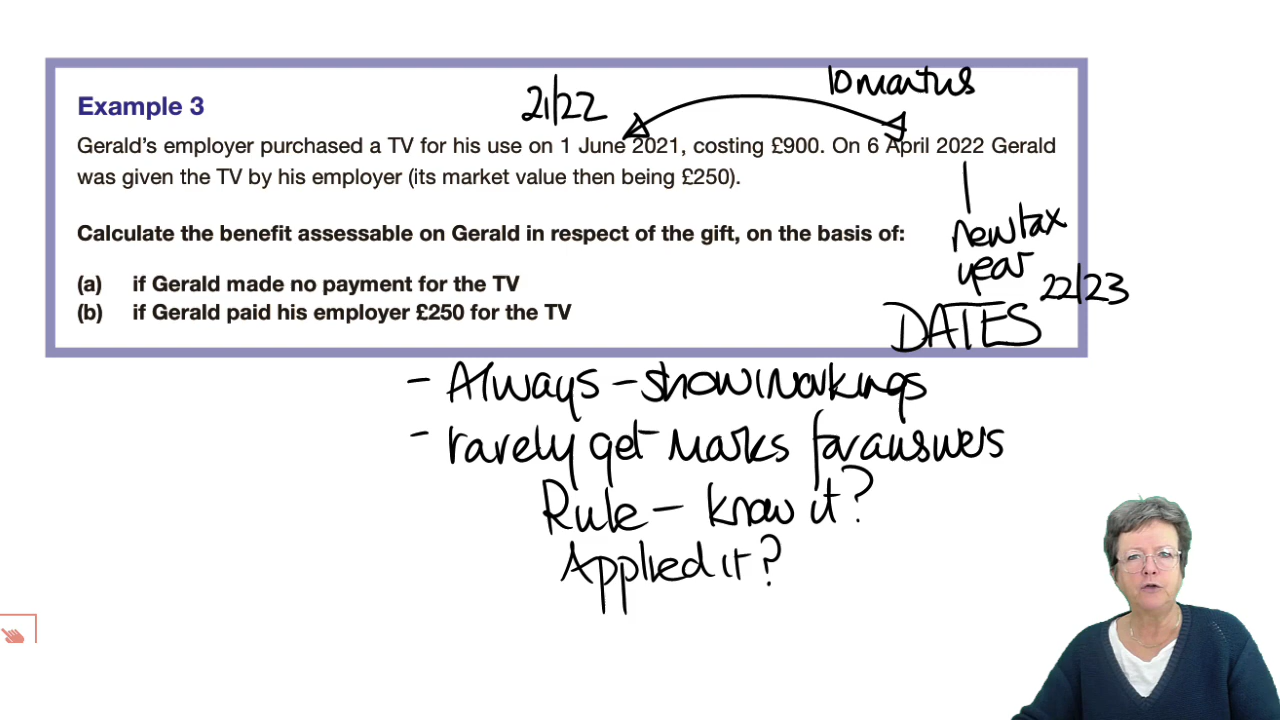 10 months
21/22
Example 3
Gerald's employer purchased a TV for his use on 1 June 2021, costing £900. On 6 April 2022 Gerald
was given the TV by his employer (its market value then being £250).
new tax
year
22/23
Calculate the benefit assessable on Gerald in respect of the gift, on the basis of:
(a) if Gerald made no payment for the TV
(b) if Gerald paid his employer £250 for the TV
DATES
- Always - show workings
- rarely get marks for answers
Rule - know it?
Applied it?